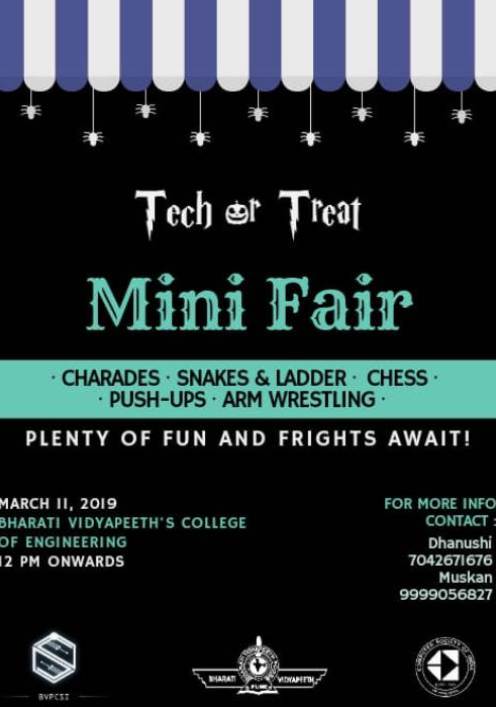 Tech or Treat
Mini Fair
· CHARADES · SNAKES & LADDER · CHESS ·
· PUSH-UPS · ARM WRESTLING ·
PLENTY OF FUN AND FRIGHTS AWAIT!
MARCH 11, 2019
BHARATI VIDYAPEETH'S COLLEGE
OF ENGINEERING
12 PM ONWARDS
FOR MORE INFO
CONTACT :
Dhanushi
7042671676
Muskan
9999056827
BVPCSI
BHARATI VIDYAPEETH
PUNE